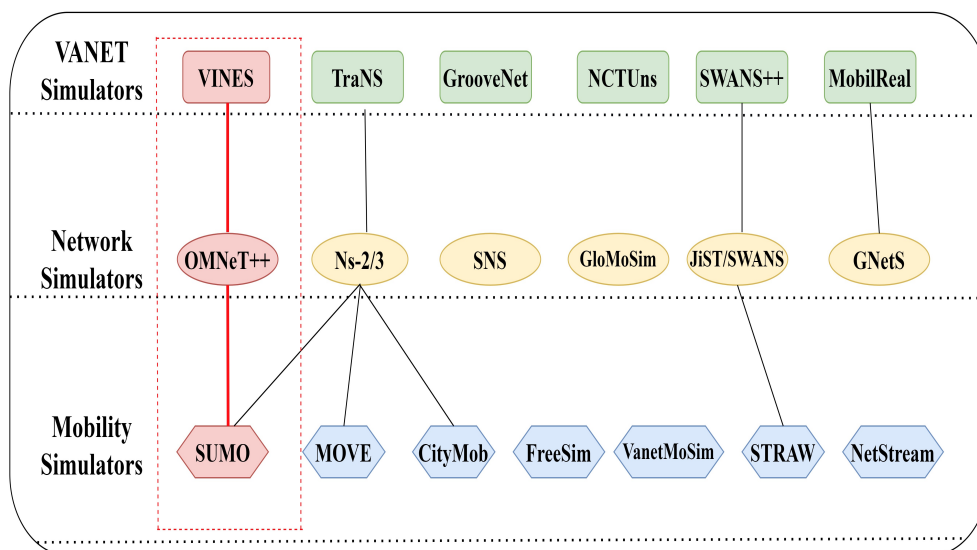 VANET
Simulators
VINES
TraNS
GrooveNet
NCTUns
SWANS++
MobilReal
Network
Simulators
OMNeT++
Ns-2/3
SNS
GloMoSim
JiST/SWANS
GNetS
Mobility
Simulators
SUMO
MOVE
CityMob
FreeSim
VanetMoSim
STRAW
NetStream